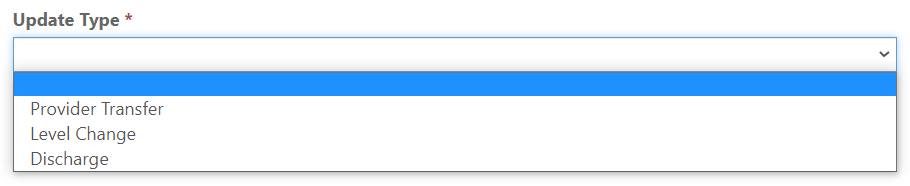 Update Type *
Provider Transfer
Level Change
Discharge